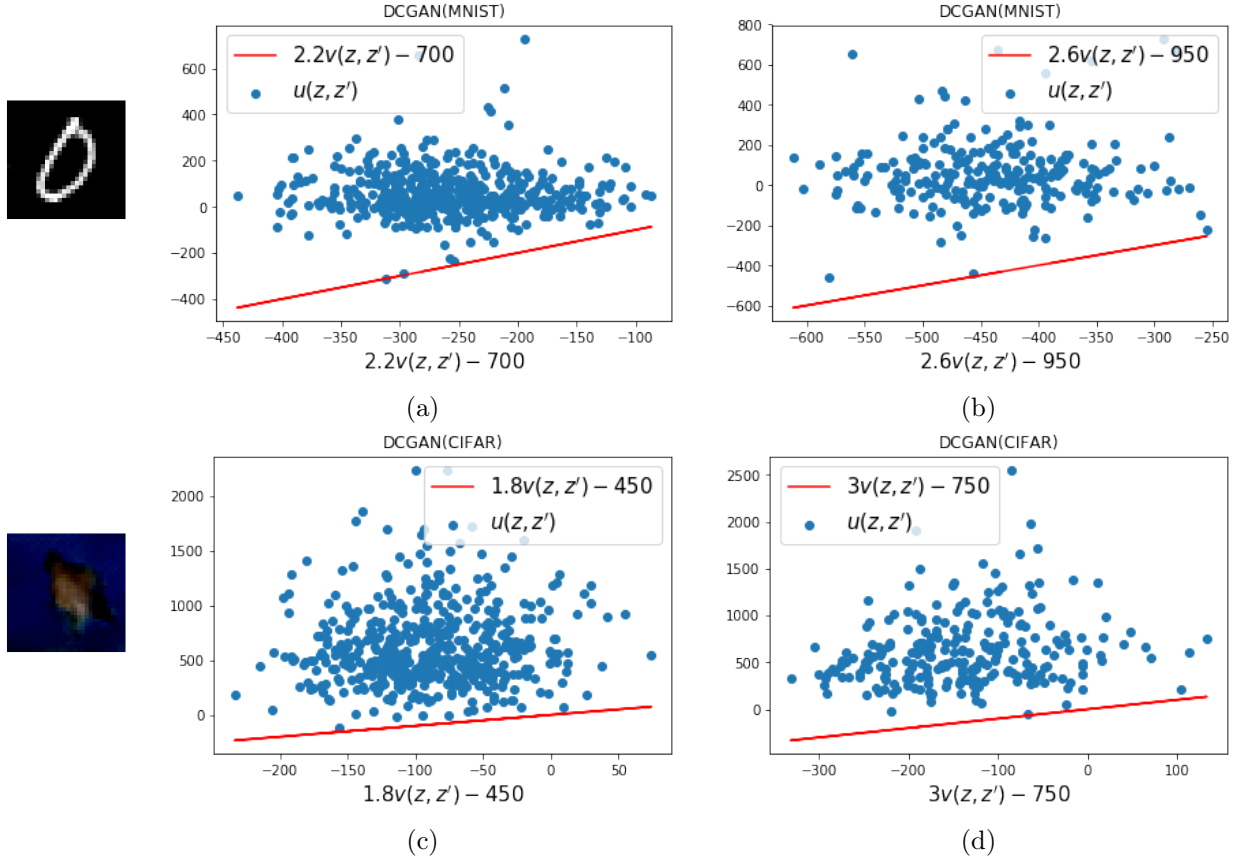 DCGAN(MNIST)
2.2v(z, z′) − 700
u(z, z′)
600
400
200
0
−200
−400
−450 −400 −350 −300 −250 −200 −150 −100
2.2v(z, z′) − 700
(a)
DCGAN(MNIST)
2.6v(z, z′) − 950
u(z, z′)
800
600
400
200
0
−200
−400
−600
−600 −550 −500 −450 −400 −350 −300 −250
2.6v(z, z′) − 950
(b)
DCGAN(CIFAR)
1.8v(z, z′) − 450
u(z, z′)
2000
1500
1000
500
0
−200 −150 −100 −50 0 50
1.8v(z, z′) − 450
(c)
DCGAN(CIFAR)
3v(z, z′) − 750
u(z, z′)
2500
2000
1500
1000
500
0
−300 −200 −100 0 100
3v(z, z′) − 750
(d)